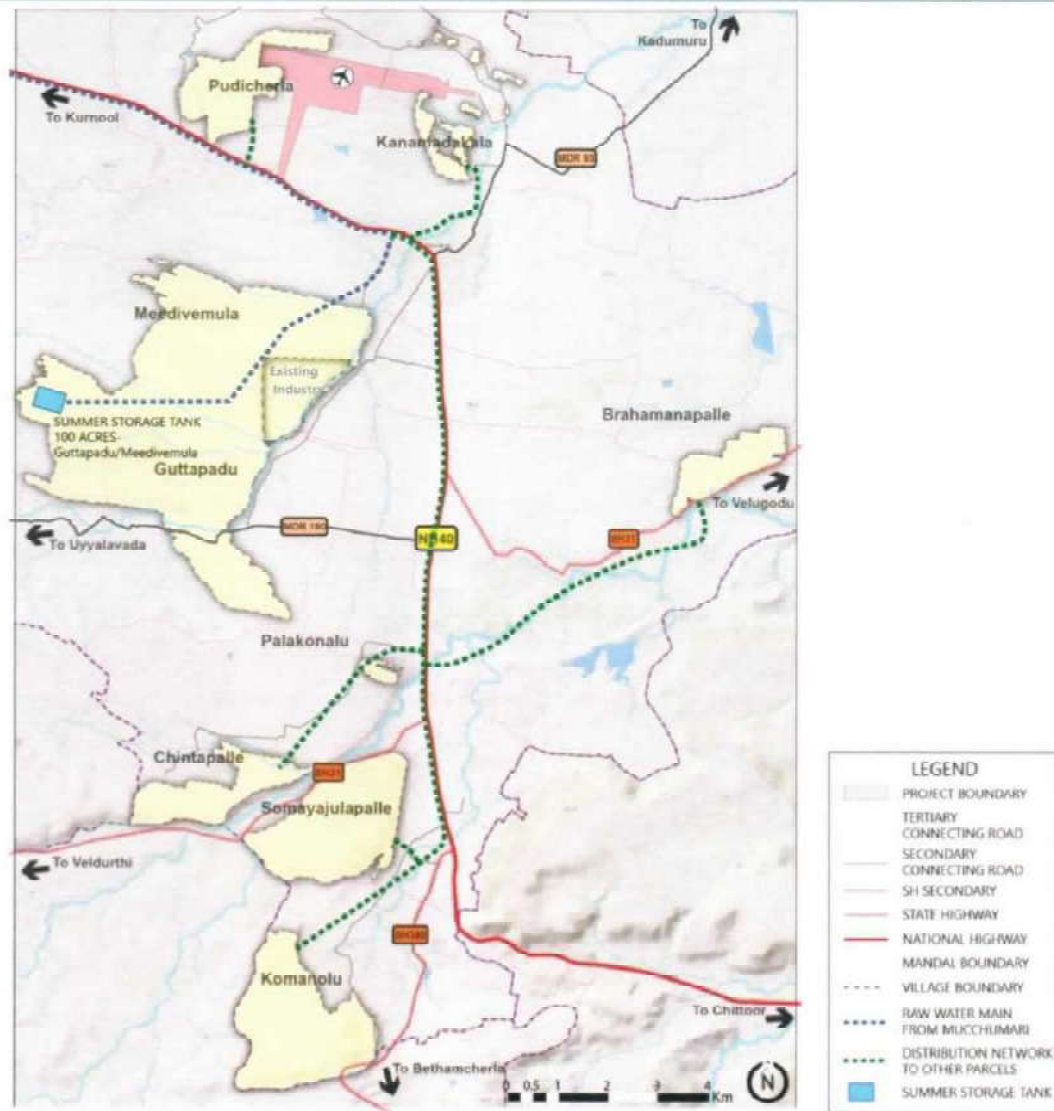 To
Kadumuru
Pudicherla
To Kurnool
Kanamadakala
MDR 93
Meedivemula
Existing
Industry
SUMMER STORAGE TANK
100 ACRES-
Guttapadu/Meedivemula
Guttapadu
Brahamanapalle
To Velugodu
MDR 190
To Uyyalavada
NH40
SH31
Palakonalu
Chintapalle
SH31
Somayajulapalle
To Veldurthi
Komanolu
To Chittoor
To Bethamcherla
0 0.5 1 2 3 4
Km
N
LEGEND
PROJECT BOUNDARY
TERTIARY
CONNECTING ROAD
SECONDARY
CONNECTING ROAD
SH SECONDARY
STATE HIGHWAY
NATIONAL HIGHWAY
MANDAL BOUNDARY
VILLAGE BOUNDARY
RAW WATER MAIN
FROM MUCCHUMARI
DISTRIBUTION NETWORK
TO OTHER PARCELS
SUMMER STORAGE TANK